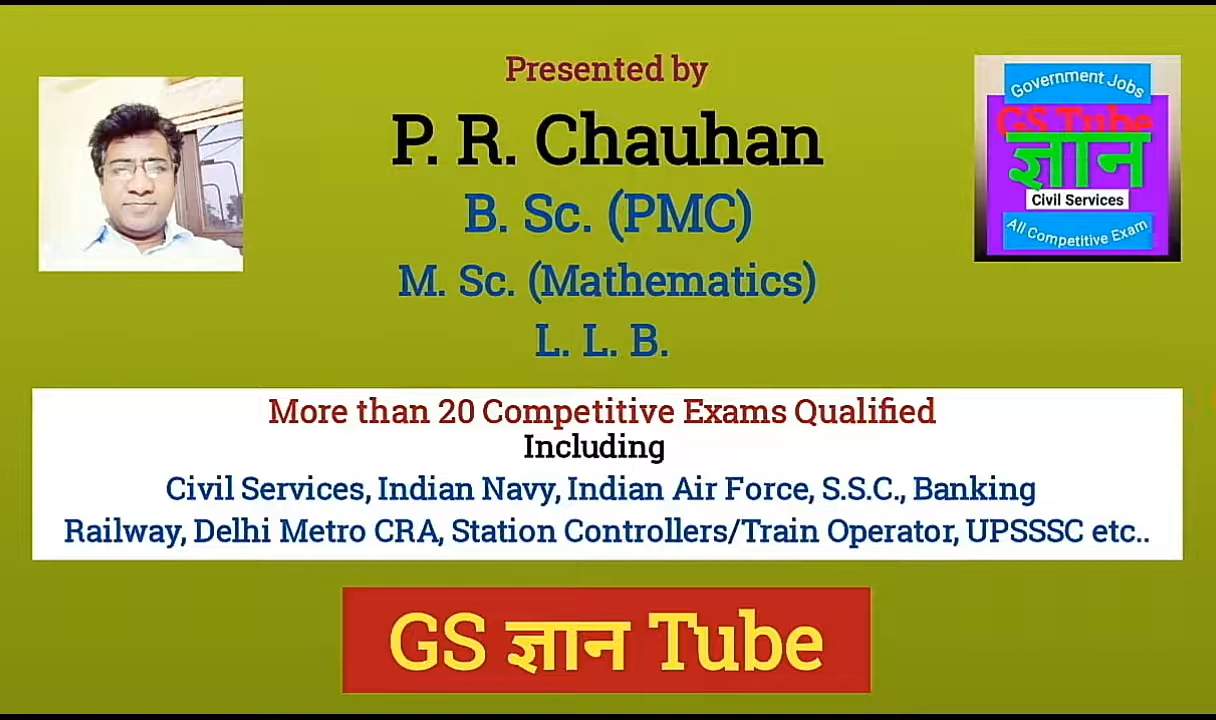 Presented by
P. R. Chauhan
B. Sc. (PMC)
M. Sc. (Mathematics)
L. L. B.
Government Jobs
GS Tube
ज्ञान
Civil Services
All Competitive Exam
More than 20 Competitive Exams Qualified
Including
Civil Services, Indian Navy, Indian Air Force, S.S.C., Banking
Railway, Delhi Metro CRA, Station Controllers/Train Operator, UPSSSC etc..
GS ज्ञान Tube